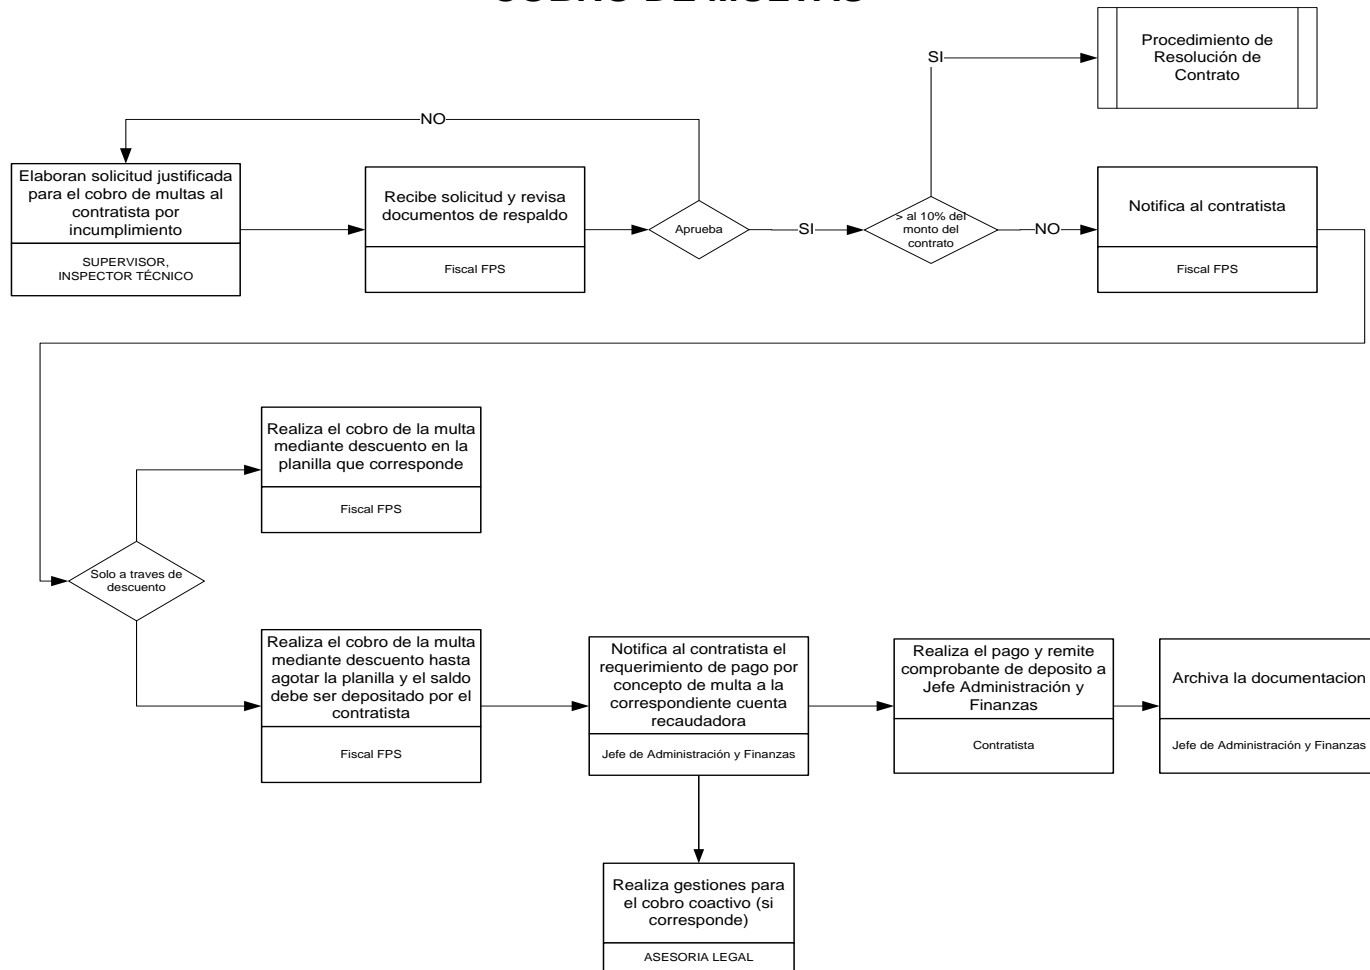 COBRO DE MULTAS
SI
Procedimiento de
Resolución de
Contrato
NO
Elaboran solicitud justificada
para el cobro de multas al
contratista por
incumplimiento
SUPERVISOR,
INSPECTOR TÉCNICO
Recibe solicitud y revisa
documentos de respaldo
Fiscal FPS
Aprueba
SI
> al 10% del
monto del
contrato
NO
Notifica al contratista
Fiscal FPS
Realiza el cobro de la multa
mediante descuento en la
planilla que corresponde
Fiscal FPS
Solo a traves de
descuento
Realiza el cobro de la multa
mediante descuento hasta
agotar la planilla y el saldo
debe ser depositado por el
contratista
Fiscal FPS
Notifica al contratista el
requerimiento de pago por
concepto de multa a la
correspondiente cuenta
recaudadora
Jefe de Administración y Finanzas
Realiza el pago y remite
comprobante de deposito a
Jefe Administración y
Finanzas
Contratista
Archiva la documentacion
Jefe de Administración y Finanzas
Realiza gestiones para
el cobro coactivo (si
corresponde)
ASESORIA LEGAL